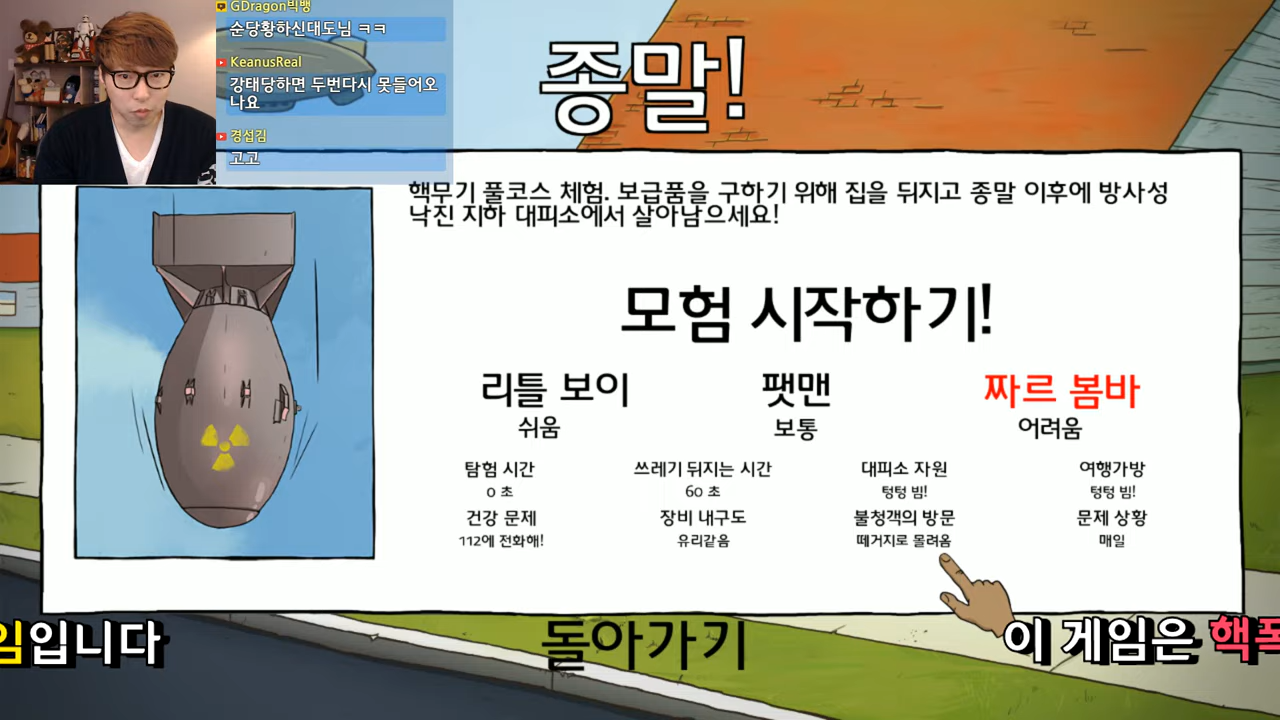 GDragon빅뱅
순당황하신대도님 ㅋㅋ
KeanusReal
강태당하면 두번다시 못들어오
나요
경섭김
고고
종말!
핵무기 풀코스 체험. 보급품을 구하기 위해 집을 뒤지고 종말 이후에 방사성
낙진 지하 대피소에서 살아남으세요!
모험 시작하기!
리틀 보이 팻맨 짜르 봄바
쉬움 보통 어려움
탐험 시간 쓰레기 뒤지는 시간 대피소 자원 여행가방
0 초 60 초 텅텅 빔! 텅텅 빔!
건강 문제 장비 내구도 불청객의 방문 문제 상황
112에 전화해! 유리같음 떼거지로 몰려옴 매일
임입니다 이 게임은 핵폭
돌아가기